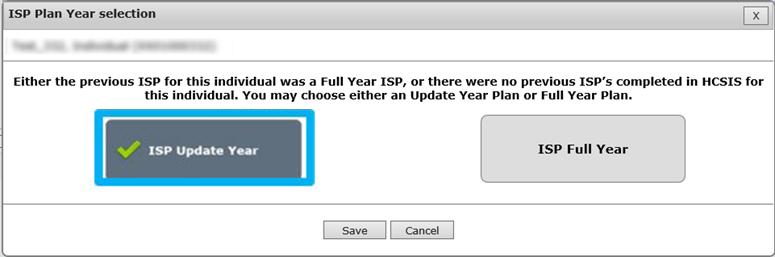 ISP Plan Year selection
X
Either the previous ISP for this individual was a Full Year ISP, or there were no previous ISP's completed in HCSIS for
this individual. You may choose either an Update Year Plan or Full Year Plan.
ISP Update Year
ISP Full Year
Save
Cancel